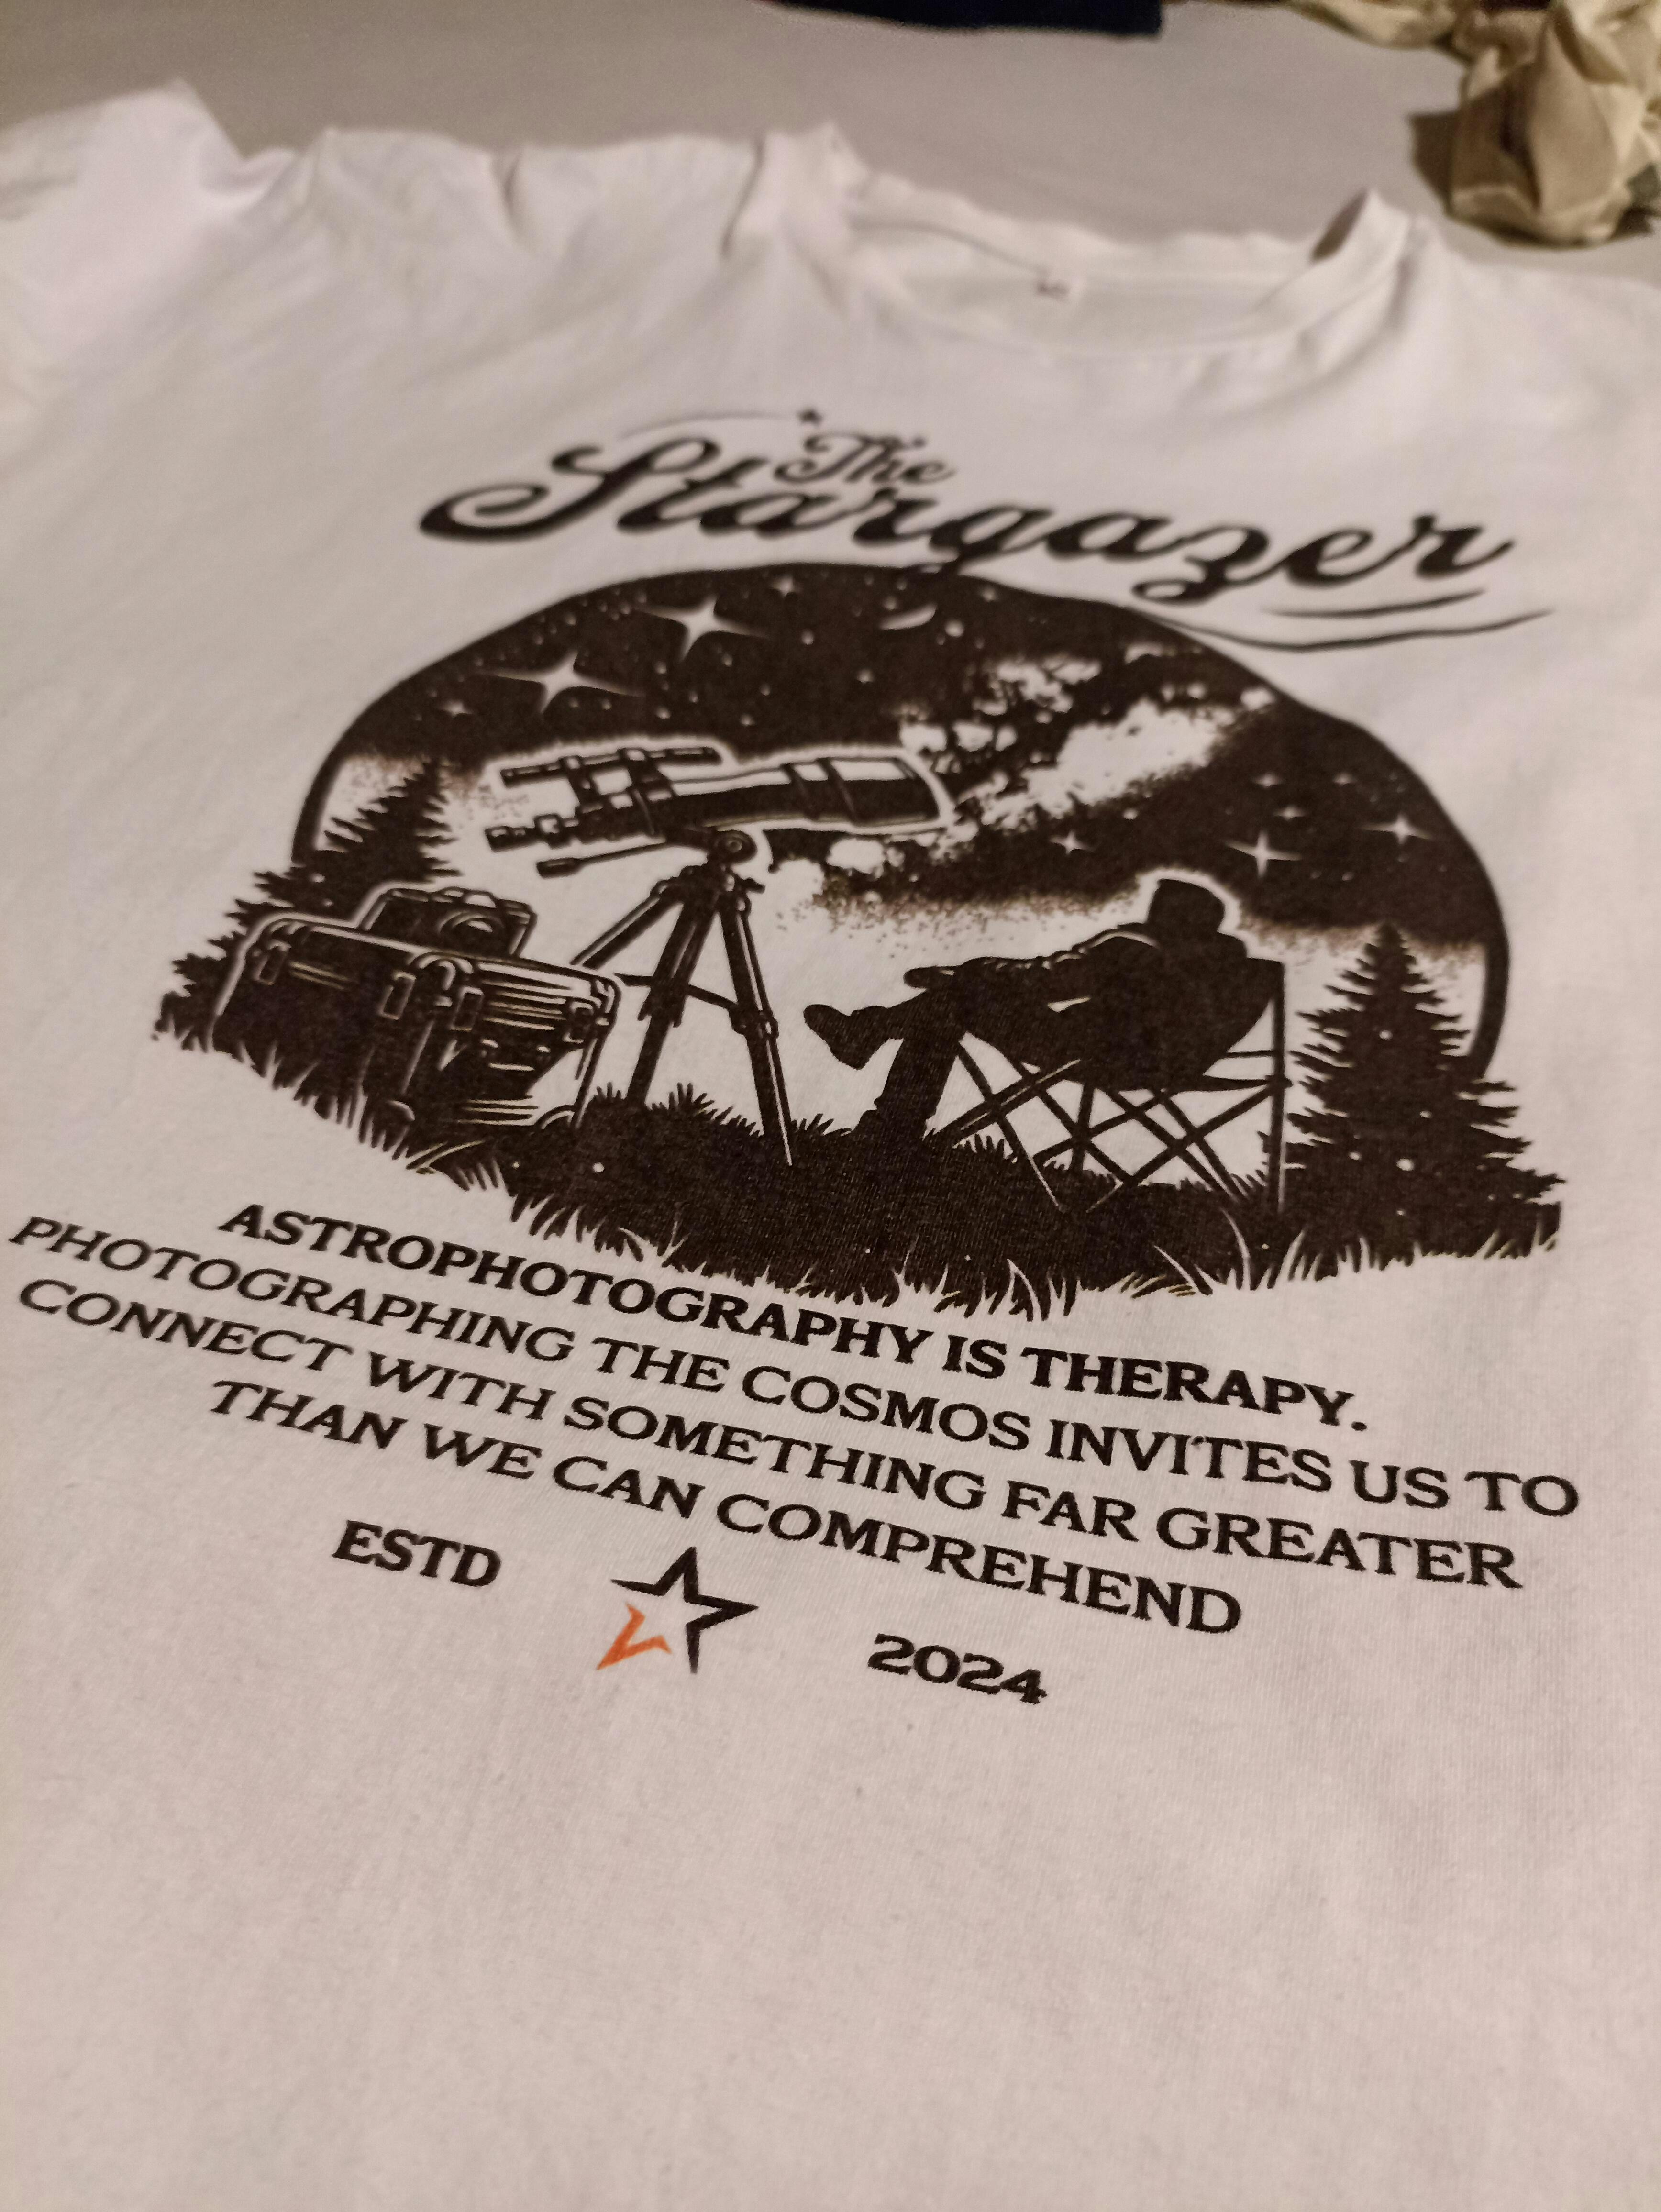 The
Stargazer
ASTROPHOTOGRAPHY IS THERAPY.
PHOTOGRAPHING THE COSMOS INVITES US TO
CONNECT WITH SOMETHING FAR GREATER
THAN WE CAN COMPREHEND
ESTD 2024